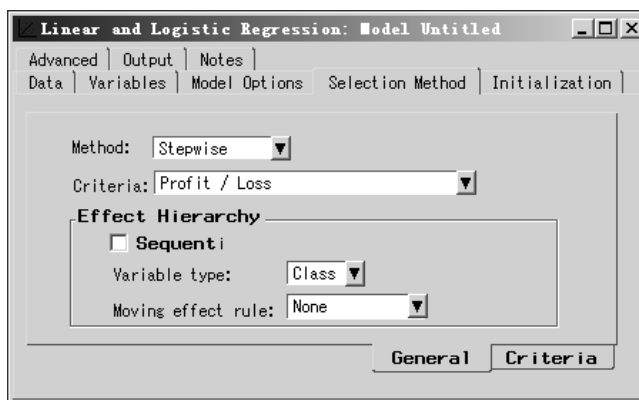 Linear and Logistic Regression: Model Untitled
Advanced Output Notes
Data Variables Model Options Selection Method Initialization
Method: Stepwise
Criteria: Profit / Loss
Effect Hierarchy
Sequenti
Variable type: Class
Moving effect rule: None
General Criteria